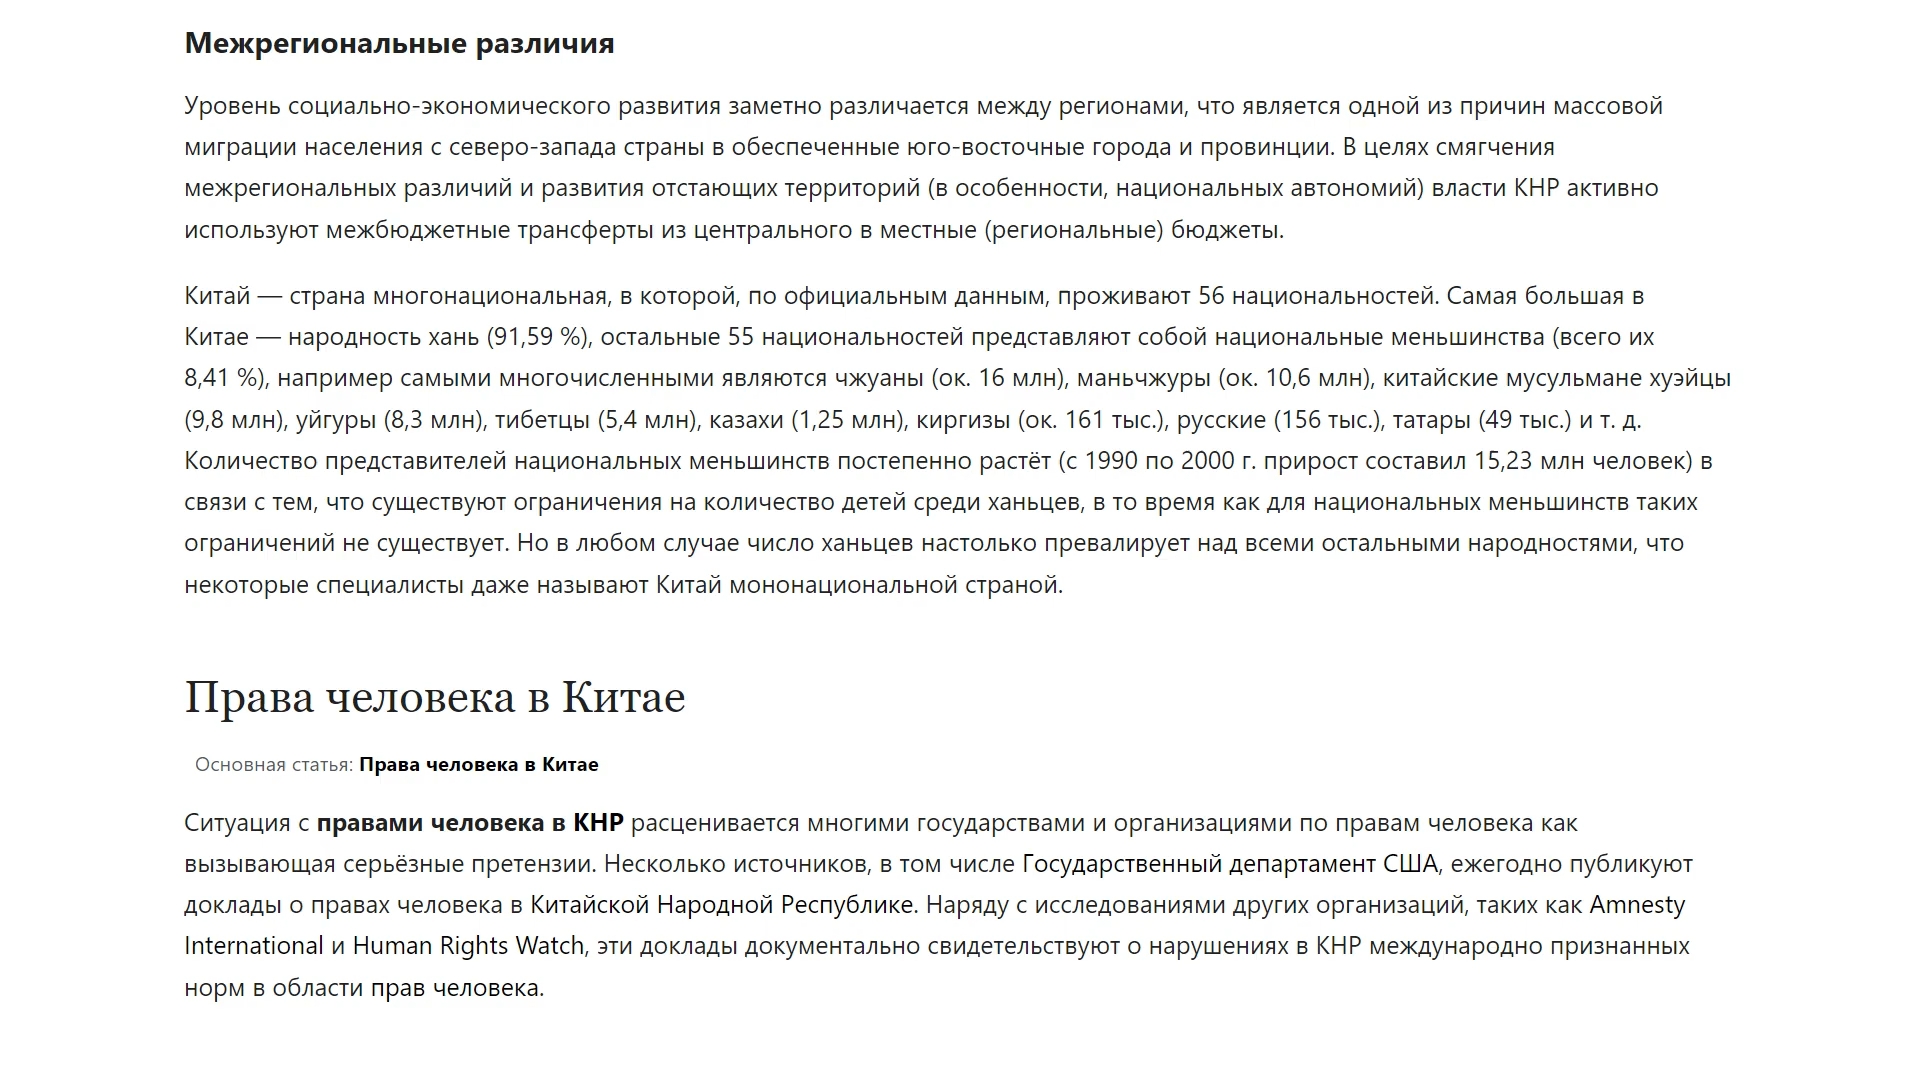 Межрегиональные различия
Уровень социально-экономического развития заметно различается между регионами, что является одной из причин массовой
миграции населения с северо-запада страны в обеспеченные юго-восточные города и провинции. В целях смягчения
межрегиональных различий и развития отстающих территорий (в особенности, национальных автономий) власти КНР активно
используют межбюджетные трансферты из центрального в местные (региональные) бюджеты.
Китай — страна многонациональная, в которой, по официальным данным, проживают 56 национальностей. Самая большая в
Китае — народность хань (91,59 %), остальные 55 национальностей представляют собой национальные меньшинства (всего их
8,41 %), например самыми многочисленными являются чжуаны (ок. 16 млн), маньчжуры (ок. 10,6 млн), китайские мусульмане хуэйцы
(9,8 млн), уйгуры (8,3 млн), тибетцы (5,4 млн), казахи (1,25 млн), киргизы (ок. 161 тыс.), русские (156 тыс.), татары (49 тыс.) и т. д.
Количество представителей национальных меньшинств постепенно растёт (с 1990 по 2000 г. прирост составил 15,23 млн человек) в
связи с тем, что существуют ограничения на количество детей среди ханьцев, в то время как для национальных меньшинств таких
ограничений не существует. Но в любом случае число ханьцев настолько превалирует над всеми остальными народностями, что
некоторые специалисты даже называют Китай мононациональной страной.
Права человека в Китае
Основная статья: Права человека в Китае
Ситуация с правами человека в КНР расценивается многими государствами и организациями по правам человека как
вызывающая серьёзные претензии. Несколько источников, в том числе Государственный департамент США, ежегодно публикуют
доклады о правах человека в Китайской Народной Республике. Наряду с исследованиями других организаций, таких как Amnesty
International и Human Rights Watch, эти доклады документально свидетельствуют о нарушениях в КНР международно признанных
норм в области прав человека.